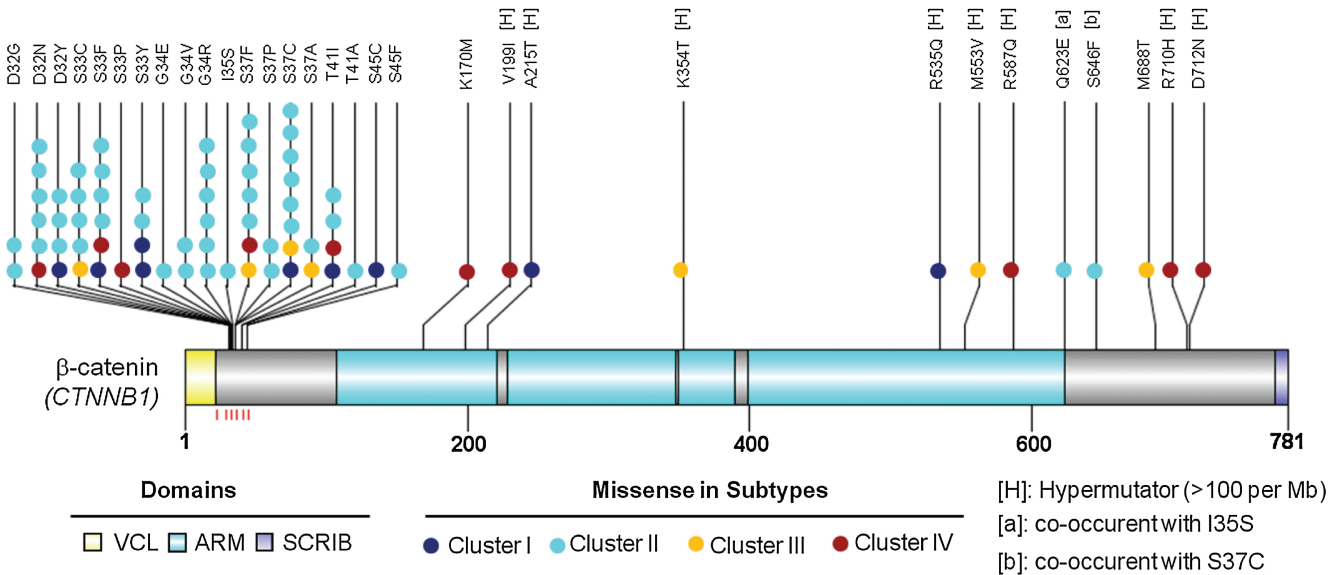 D32G
D32N
D32Y
S33C
S33F
S33P
S33Y
G34E
G34V
G34R
I35S
S37F
S37P
S37C
S37A
T41I
T41A
S45C
S45F
K170M
V199I [H]
A215T [H]
K354T [H]
R535Q [H]
M553V [H]
R587Q [H]
Q623E [a]
S646F [b]
M688T
R710H [H]
D712N [H]
β-catenin
(CTNNB1)
1
200
400
600
781
Domains
VCL
ARM
SCRIB
Missense in Subtypes
Cluster I
Cluster II
Cluster III
Cluster IV
[H]: Hypermutator (>100 per Mb)
[a]: co-occurent with I35S
[b]: co-occurent with S37C